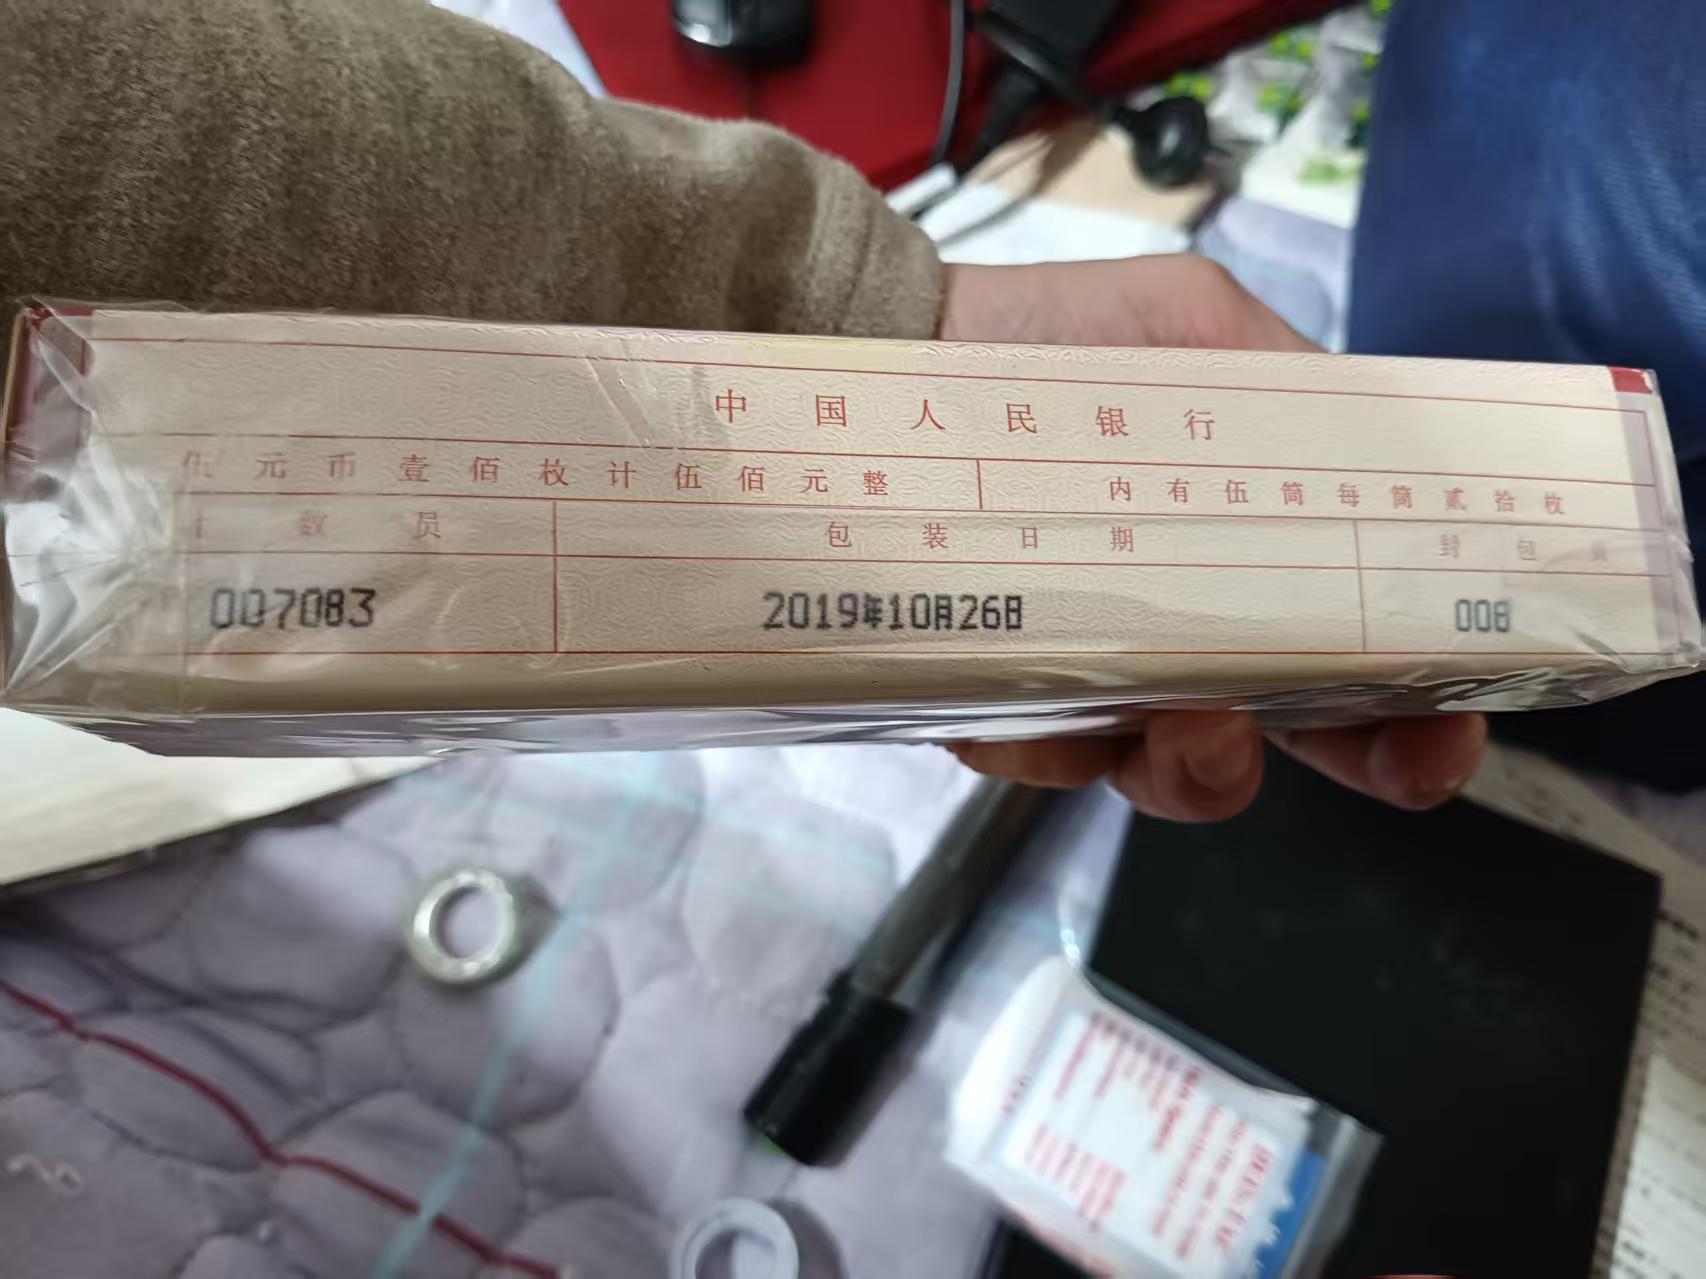 中国人民银行
伍元币壹佰枚计伍佰元整 内有伍筒每筒贰拾枚
数员 包装日期 封包员
007083 2019年10月26日 008